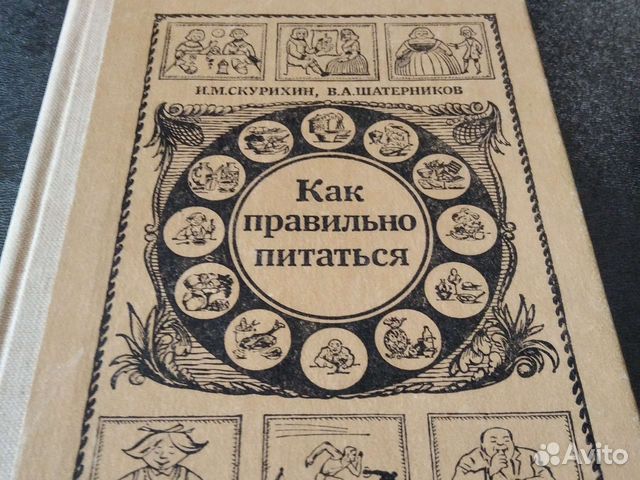 И.М.СКУРИХИН, В.А.ШАТЕРНИКОВ
Как
правильно
питаться
Avito